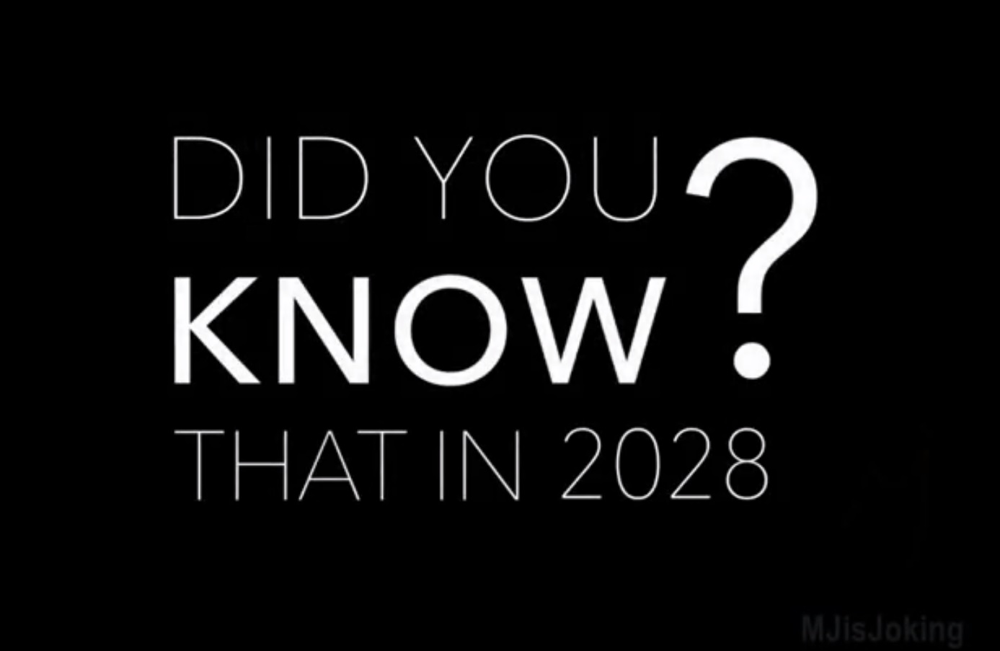 DID YOU
KNOW?
THAT IN 2028
MJisJoking